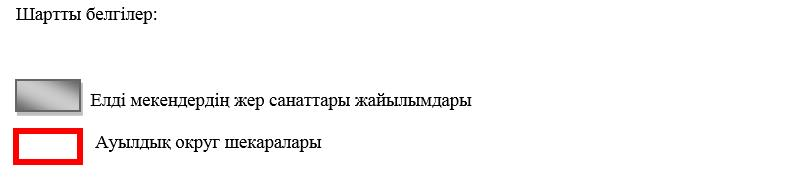 Шартты белгілер:
Елді мекендердің жер санаттары жайылымдары
Ауылдық округ шекаралары